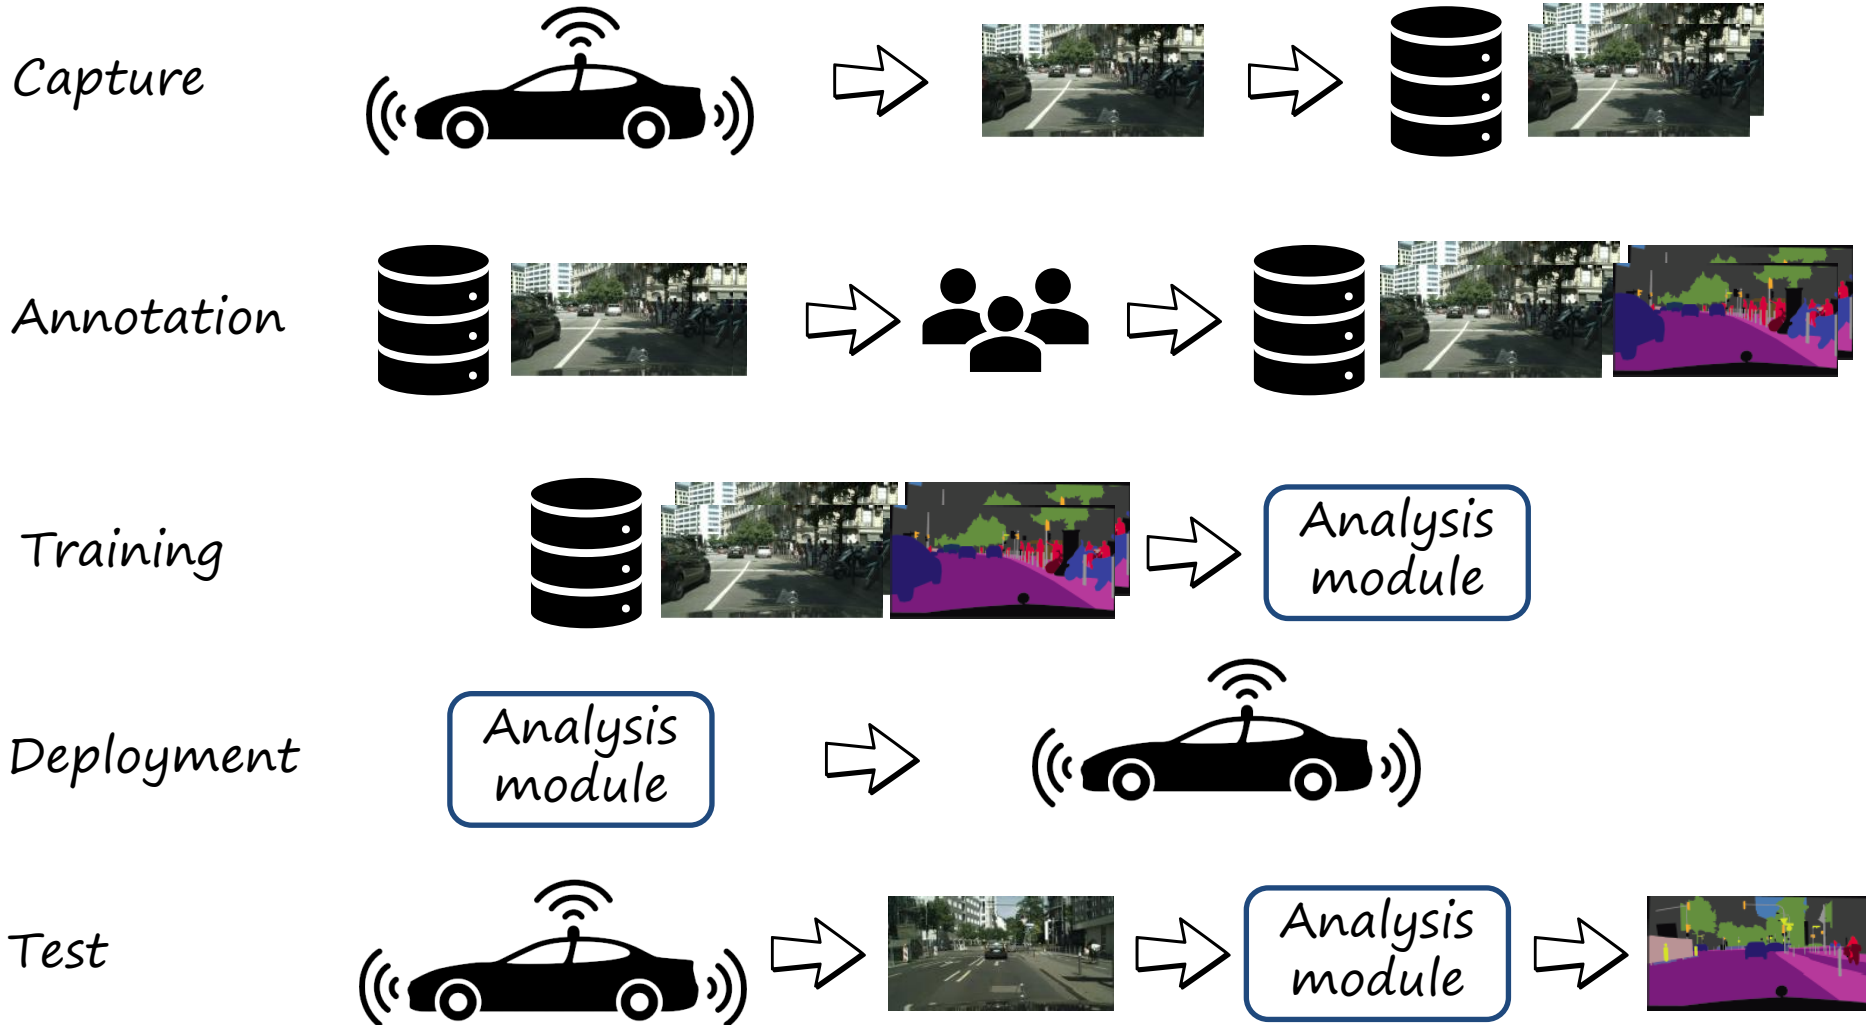 Capture
Annotation
Training
Analysis
module
Deployment
Analysis
module
Test
Analysis
module